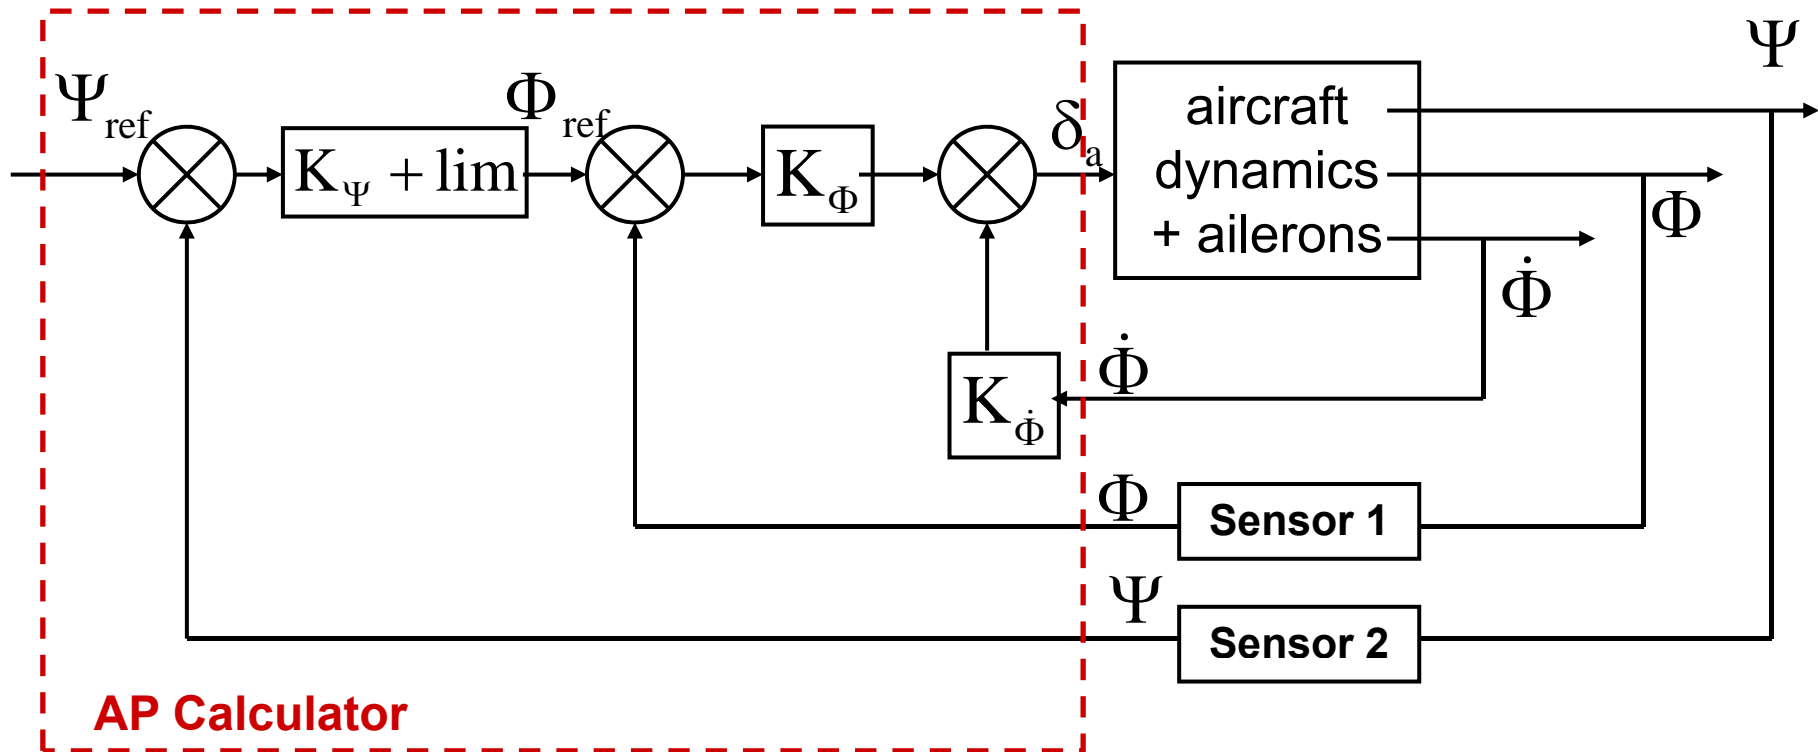 Ψ
Ψref
Φref
δa
KΨ + lim
KΦ
aircraft
dynamics
+ ailerons
Φ
Φ̇
Φ̇
KΦ̇
Φ
Sensor 1
Ψ
Sensor 2
AP Calculator